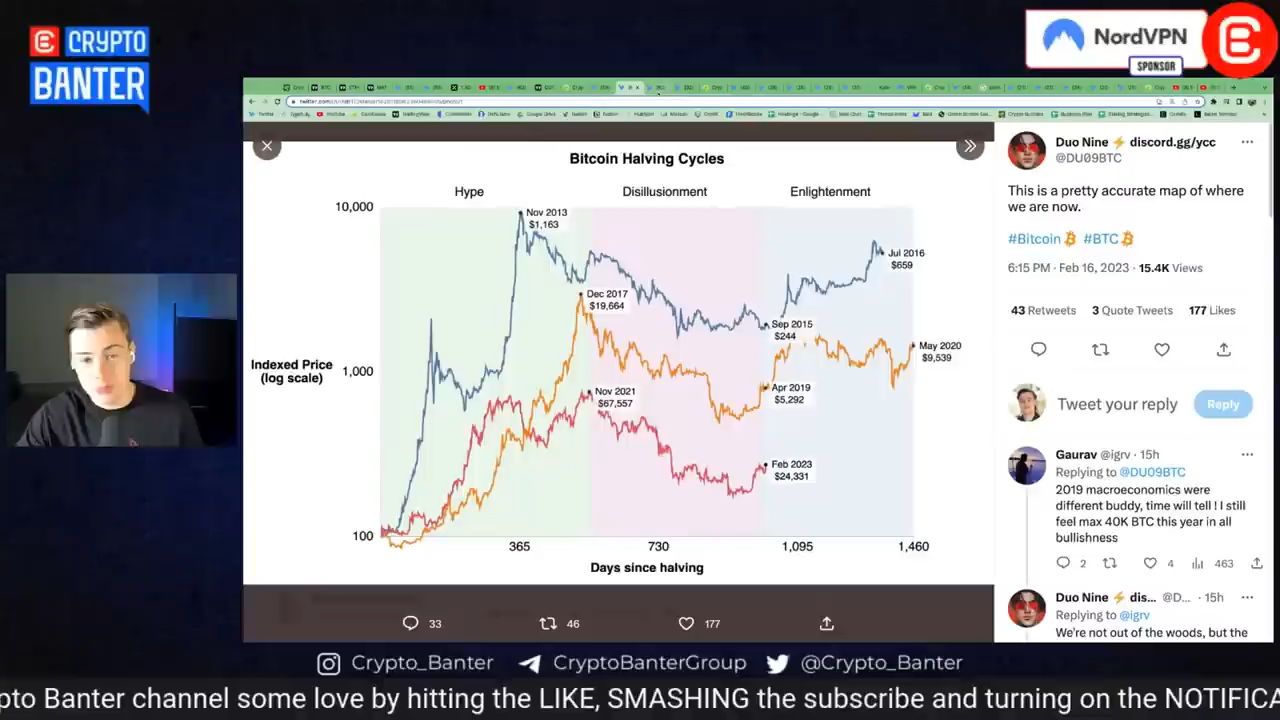 CRYPTO
BANTER
NordVPN
SPONSOR
Bitcoin Halving Cycles
Hype
Disillusionment
Enlightenment
10,000
1,000
100
Indexed Price
(log scale)
Nov 2013
$1,163
Dec 2017
$19,664
Nov 2021
$67,557
Sep 2015
$244
Apr 2019
$5,292
Feb 2023
$24,331
Jul 2016
$659
May 2020
$9,539
365
730
1,095
1,460
Days since halving
33
46
177
Duo Nine ⚡ discord.gg/ycc
@DU09BTC
This is a pretty accurate map of where
we are now.
#Bitcoin #BTC
6:15 PM · Feb 16, 2023 · 15.4K Views
43 Retweets 3 Quote Tweets 177 Likes
Tweet your reply
Reply
Gaurav @igrv · 15h
Replying to @DU09BTC
2019 macroeconomics were
different buddy, time will tell ! I still
feel max 40K BTC this year in all
bullishness
2
4
463
Duo Nine ⚡ dis... @D... · 15h
Replying to @igrv
We're not out of the woods, but the
Crypto_Banter
CryptoBanterGroup
@Crypto_Banter
pto Banter channel some love by hitting the LIKE, SMASHING the subscribe and turning on the NOTIFICA